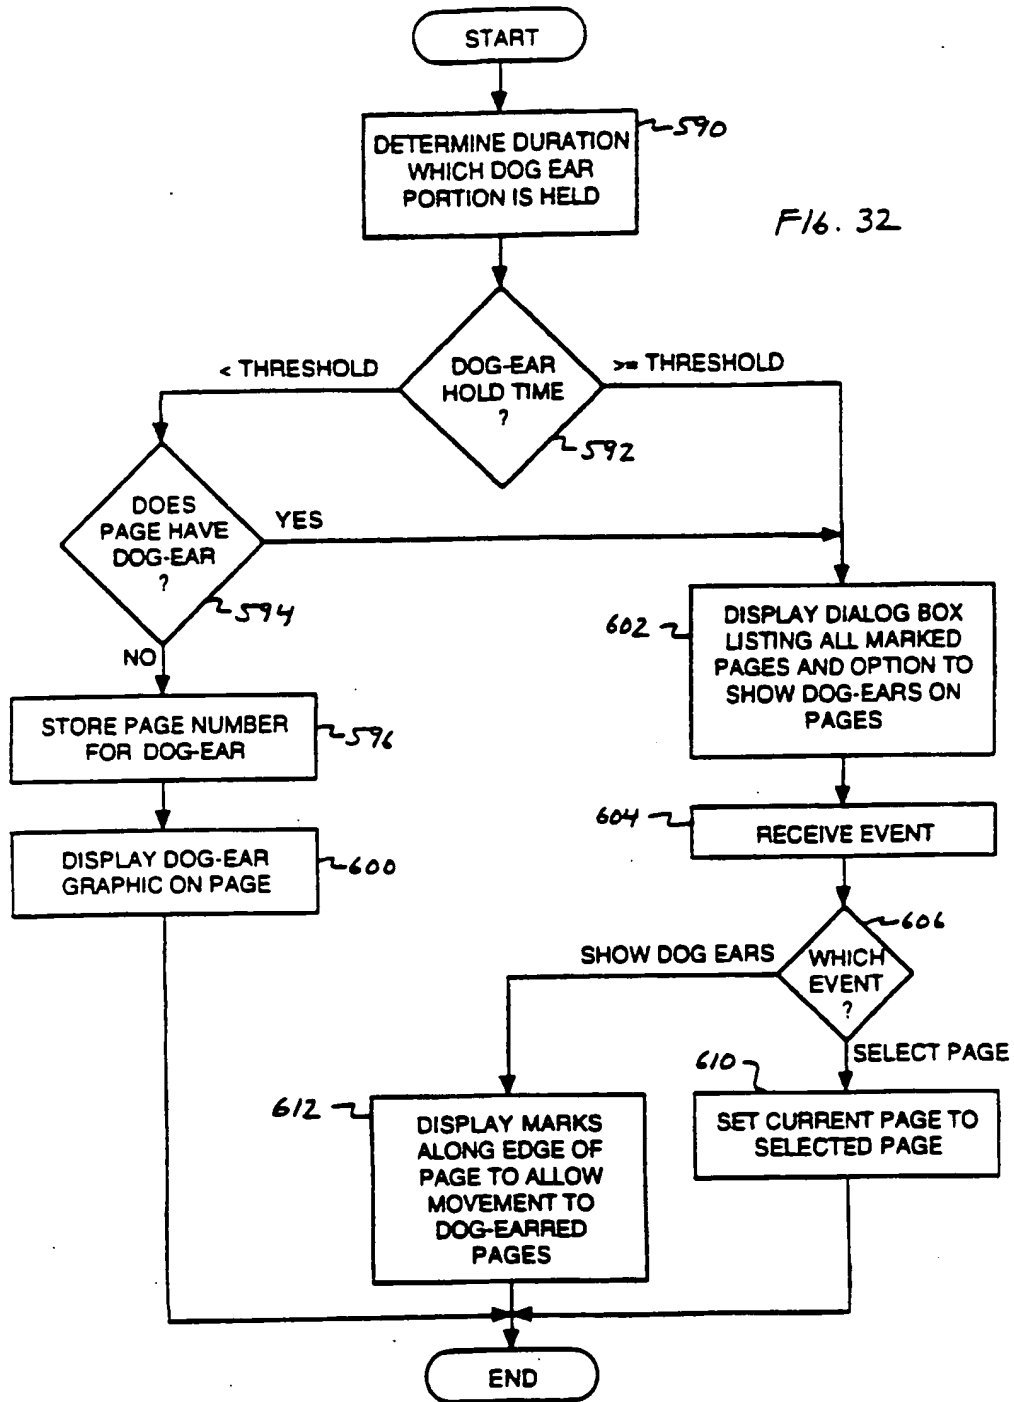 START
DETERMINE DURATION
WHICH DOG EAR
PORTION IS HELD
590
FIG. 32
< THRESHOLD
DOG-EAR
HOLD TIME
?
>= THRESHOLD
592
DOES
PAGE HAVE
DOG-EAR
?
YES
594
NO
STORE PAGE NUMBER
FOR DOG-EAR
596
DISPLAY DOG-EAR
GRAPHIC ON PAGE
600
602
DISPLAY DIALOG BOX
LISTING ALL MARKED
PAGES AND OPTION TO
SHOW DOG-EARS ON
PAGES
604
RECEIVE EVENT
606
SHOW DOG EARS
WHICH
EVENT
?
SELECT PAGE
610
SET CURRENT PAGE TO
SELECTED PAGE
612
DISPLAY MARKS
ALONG EDGE OF
PAGE TO ALLOW
MOVEMENT TO
DOG-EARRED
PAGES
END